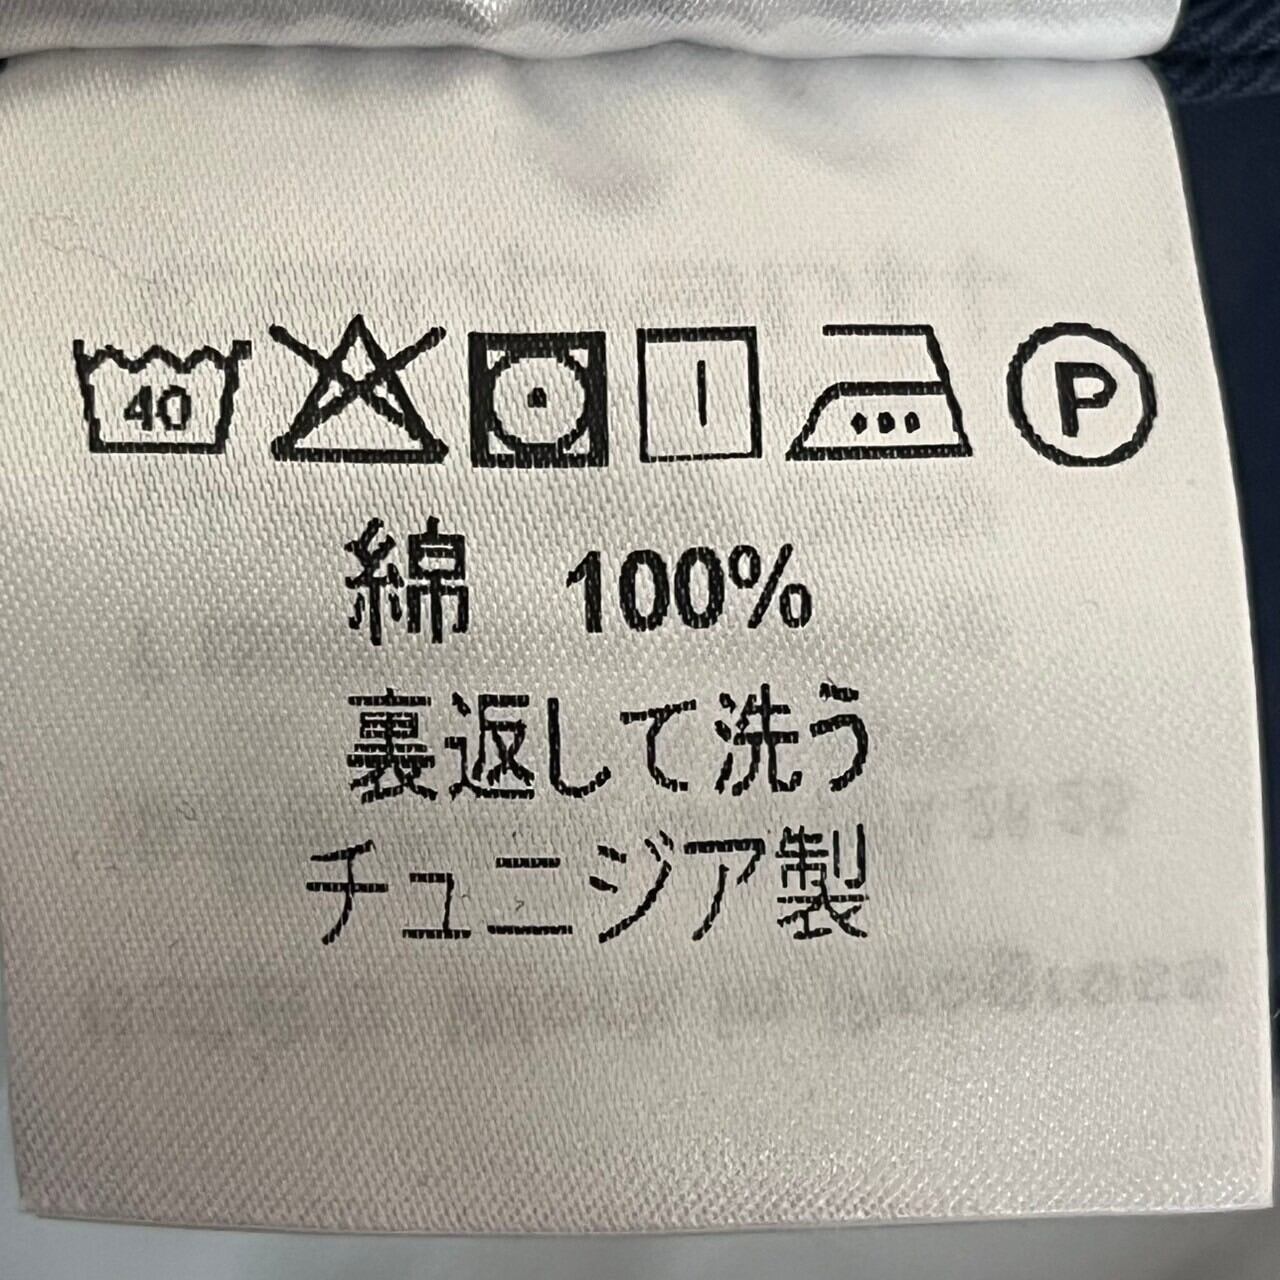 40 P
綿 100%
裏返して洗う
チュニジア製